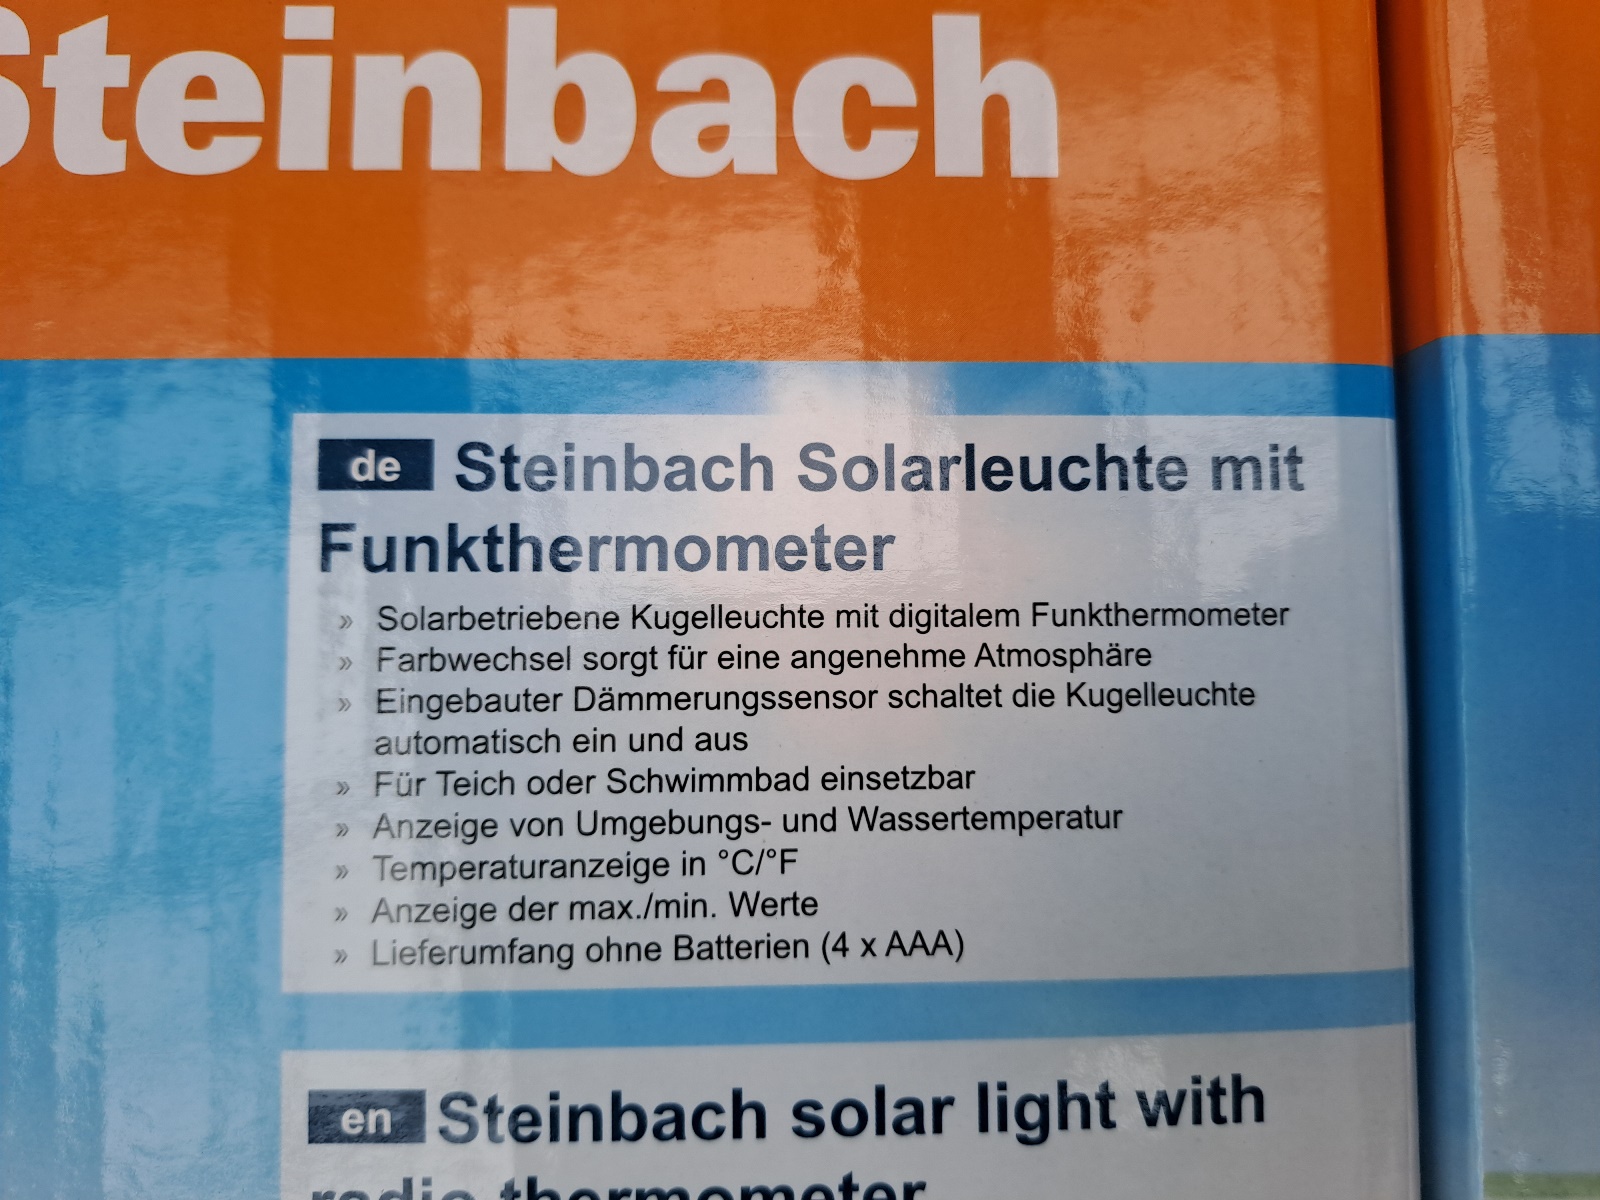 Steinbach
de Steinbach Solarleuchte mit
Funkthermometer
» Solarbetriebene Kugelleuchte mit digitalem Funkthermometer
» Farbwechsel sorgt für eine angenehme Atmosphäre
» Eingebauter Dämmerungssensor schaltet die Kugelleuchte
automatisch ein und aus
» Für Teich oder Schwimmbad einsetzbar
» Anzeige von Umgebungs- und Wassertemperatur
» Temperaturanzeige in °C/°F
» Anzeige der max./min. Werte
» Lieferumfang ohne Batterien (4 x AAA)
en Steinbach solar light with
radio thermometer